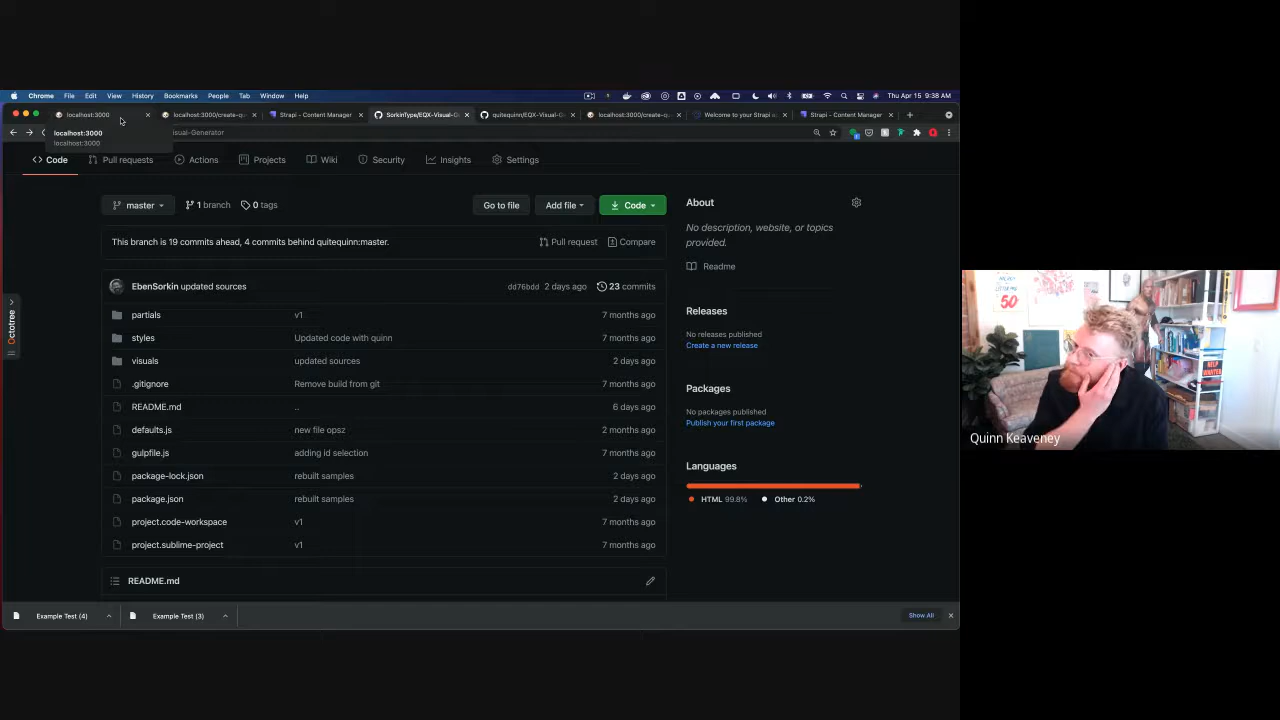 Chrome File Edit View History Bookmarks People Tab Window Help Thu Apr 15 9:38 AM
localhost:3000 localhost:3000/create-q Strapi - Content Manager SorkinType/EQX-Visual-G quitequinn/EQX-Visual-G localhost:3000/create-q Welcome to your Strapi Strapi - Content Manager
localhost:3000 isual-Generator
localhost:3000
Code Pull requests Actions Projects Wiki Security Insights Settings
master 1 branch 0 tags Go to file Add file Code
About
No description, website, or topics
provided.
Readme
This branch is 19 commits ahead, 4 commits behind quitequinn:master. Pull request Compare
EbenSorkin updated sources dd76bdd 2 days ago 23 commits
partials v1 7 months ago
styles Updated code with quinn 7 months ago
visuals updated sources 2 days ago
.gitignore Remove build from git 7 months ago
README.md .. 6 days ago
defaults.js new file opsz 2 months ago
gulpfile.js adding id selection 7 months ago
package-lock.json rebuilt samples 2 days ago
package.json rebuilt samples 2 days ago
project.code-workspace v1 7 months ago
project.sublime-project v1 7 months ago
README.md
Releases
No releases published
Create a new release
Packages
No packages published
Publish your first package
Languages
HTML 99.8% Other 0.2%
Octotree
Example Test (4) Example Test (3) Show All
50
HELP
WANTED
Quinn Keaveney